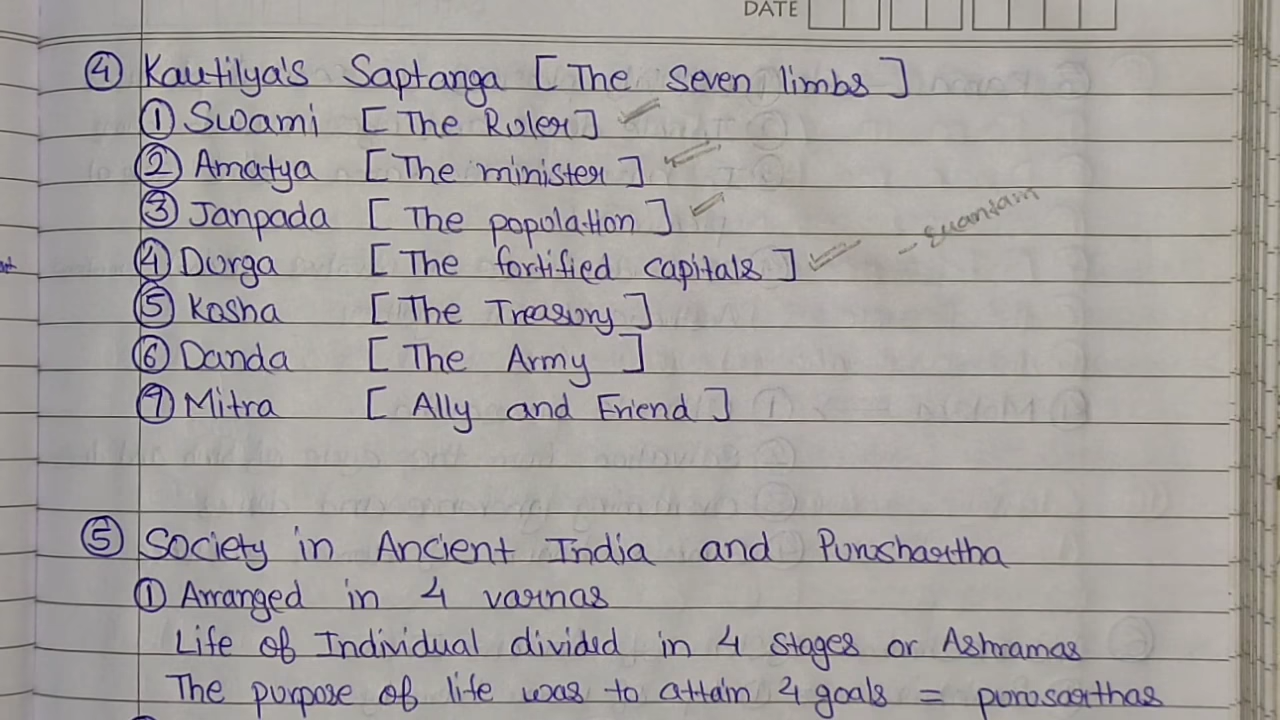 DATE
④ Kautilya's Saptanga [ The Seven limbs ]
① Swami [ The Ruler ]
② Amatya [ The minister ]
③ Janpada [ The population ]
④ Durga [ The fortified capitals ]
⑤ Kosha [ The Treasury ]
⑥ Danda [ The Army ]
⑦ Mitra [ Ally and Friend ]
⑤ Society in Ancient India and Purushartha
① Arranged in 4 varnas
Life of Individual divided in 4 stages or Ashramas
The purpose of life was to attain 4 goals = purusarthas